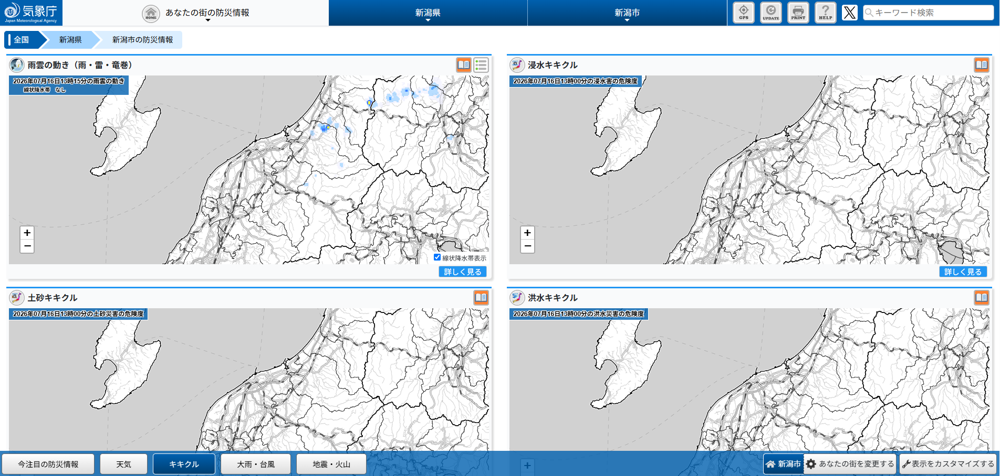 気象庁
Japan Meteorological Agency
HOME
あなたの街の防災情報
新潟県
新潟市
GPS
UPDATE
PRINT
HELP
キーワード検索
全国
新潟県
新潟市の防災情報
雨雲の動き（雨・雷・竜巻）
2026年07月16日13時15分の雨雲の動き
線状降水帯 なし
+
−
線状降水帯表示
詳しく見る
浸水キキクル
2026年07月16日13時00分の浸水害の危険度
+
−
詳しく見る
土砂キキクル
2026年07月16日13時00分の土砂災害の危険度
洪水キキクル
2026年07月16日13時00分の洪水災害の危険度
+
今注目の防災情報
天気
キキクル
大雨・台風
地震・火山
新潟市
あなたの街を変更する
表示をカスタマイズする